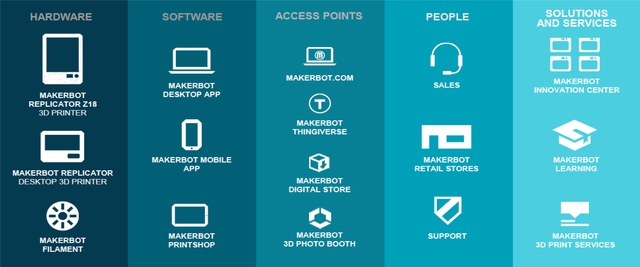 HARDWARE
MAKERBOT
REPLICATOR Z18
3D PRINTER
MAKERBOT REPLICATOR
DESKTOP 3D PRINTER
MAKERBOT
FILAMENT
SOFTWARE
MAKERBOT
DESKTOP APP
MAKERBOT MOBILE
APP
MAKERBOT
PRINTSHOP
ACCESS POINTS
MAKERBOT.COM
T
MAKERBOT
THINGIVERSE
MAKERBOT
DIGITAL STORE
MAKERBOT
3D PHOTO BOOTH
PEOPLE
SALES
MAKERBOT
RETAIL STORES
SUPPORT
SOLUTIONS
AND SERVICES
MAKERBOT
INNOVATION CENTER
MAKERBOT
LEARNING
MAKERBOT
3D PRINT SERVICES